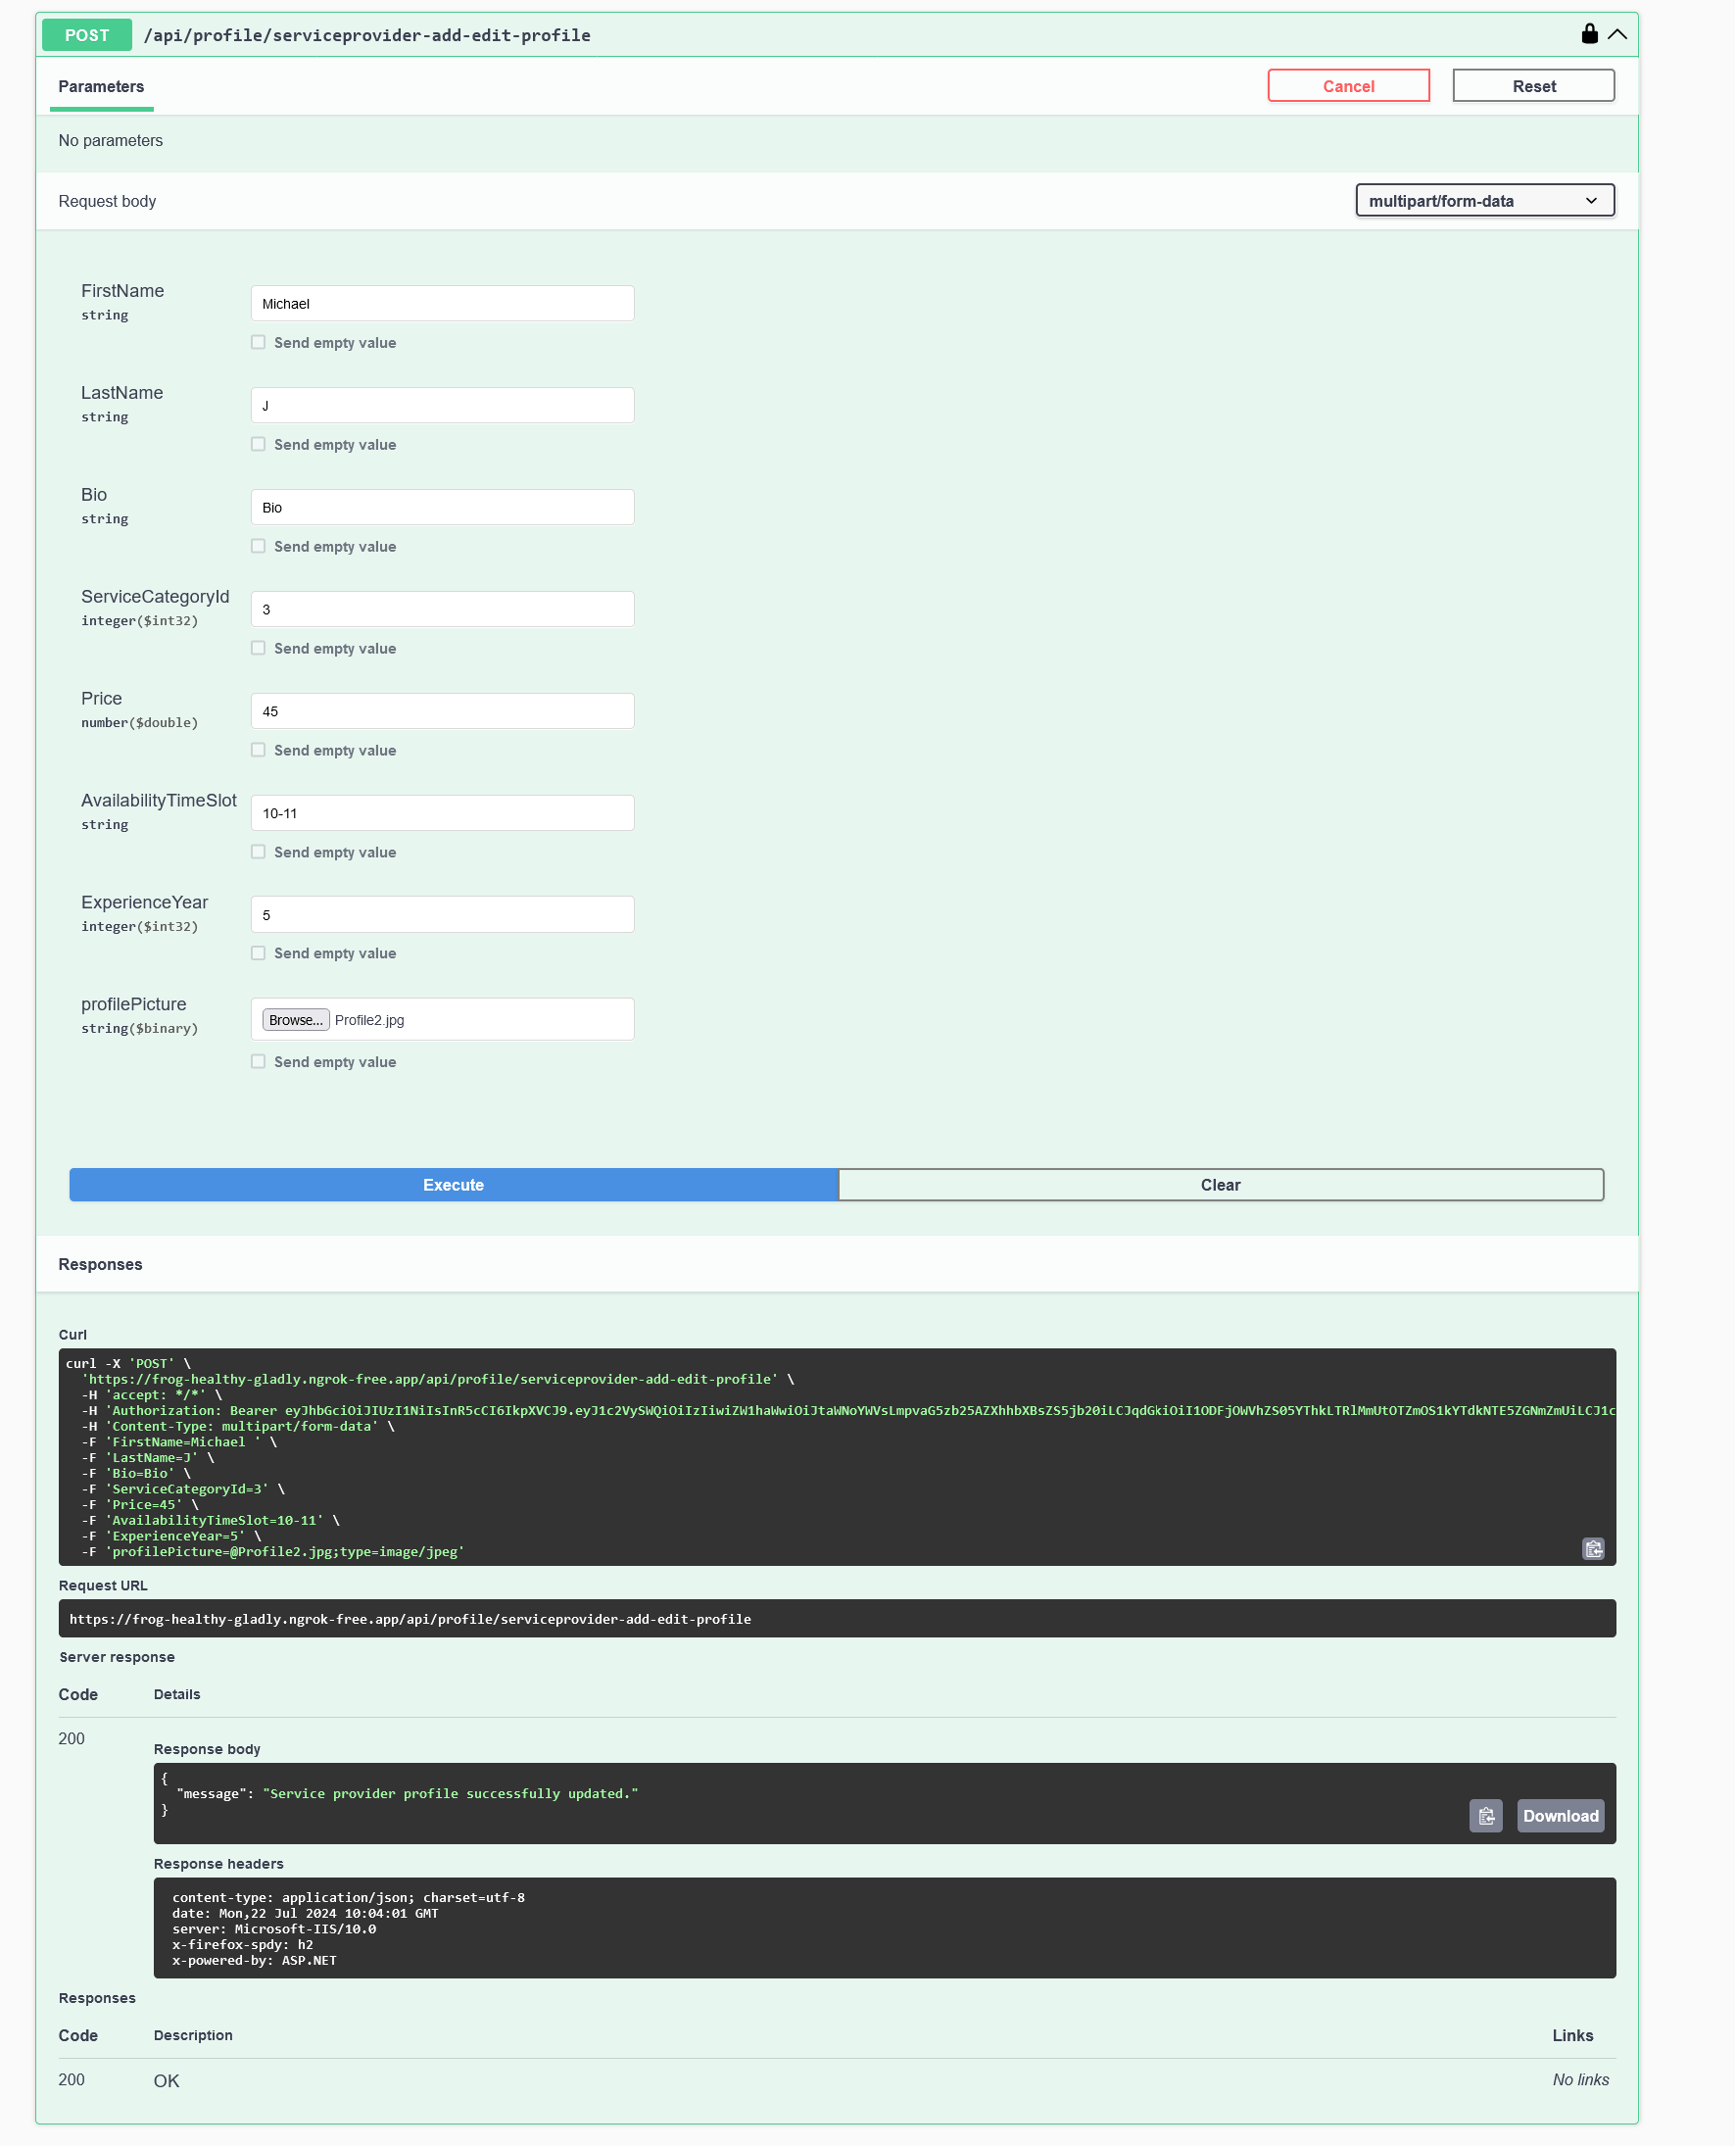 POST /api/profile/serviceprovider-add-edit-profile
Parameters
Cancel
Reset
No parameters
Request body
multipart/form-data
FirstName
string
Michael
Send empty value
LastName
string
J
Send empty value
Bio
string
Bio
Send empty value
ServiceCategoryId
integer($int32)
3
Send empty value
Price
number($double)
45
Send empty value
AvailabilityTimeSlot
string
10-11
Send empty value
ExperienceYear
integer($int32)
5
Send empty value
profilePicture
string($binary)
Browse... Profile2.jpg
Send empty value
Execute
Clear
Responses
Curl
curl -X 'POST' \
'https://frog-healthy-gladly.ngrok-free.app/api/profile/serviceprovider-add-edit-profile' \
-H 'accept: */*' \
-H 'Authorization: Bearer eyJhbGciOiJIUzI1NiIsInR5cCI6IkpXVCJ9.eyJ1c2VySWQiOiIzIiwiZW1haWwiOiJtaWNoYWVsLmpvaG5zb25AZXhhbXBsZS5jb20iLCJqdGkiOiI1ODFjOWVhZS05YThkLTRlMmUtOTZmOS1kYTdkNTE5ZGNmZmUiLCJ1c
-H 'Content-Type: multipart/form-data' \
-F 'FirstName=Michael ' \
-F 'LastName=J' \
-F 'Bio=Bio' \
-F 'ServiceCategoryId=3' \
-F 'Price=45' \
-F 'AvailabilityTimeSlot=10-11' \
-F 'ExperienceYear=5' \
-F 'profilePicture=@Profile2.jpg;type=image/jpeg'
Request URL
https://frog-healthy-gladly.ngrok-free.app/api/profile/serviceprovider-add-edit-profile
Server response
Code Details
200
Response body
{
"message": "Service provider profile successfully updated."
}
Download
Response headers
content-type: application/json; charset=utf-8
date: Mon,22 Jul 2024 10:04:01 GMT
server: Microsoft-IIS/10.0
x-firefox-spdy: h2
x-powered-by: ASP.NET
Responses
Code Description Links
200 OK No links